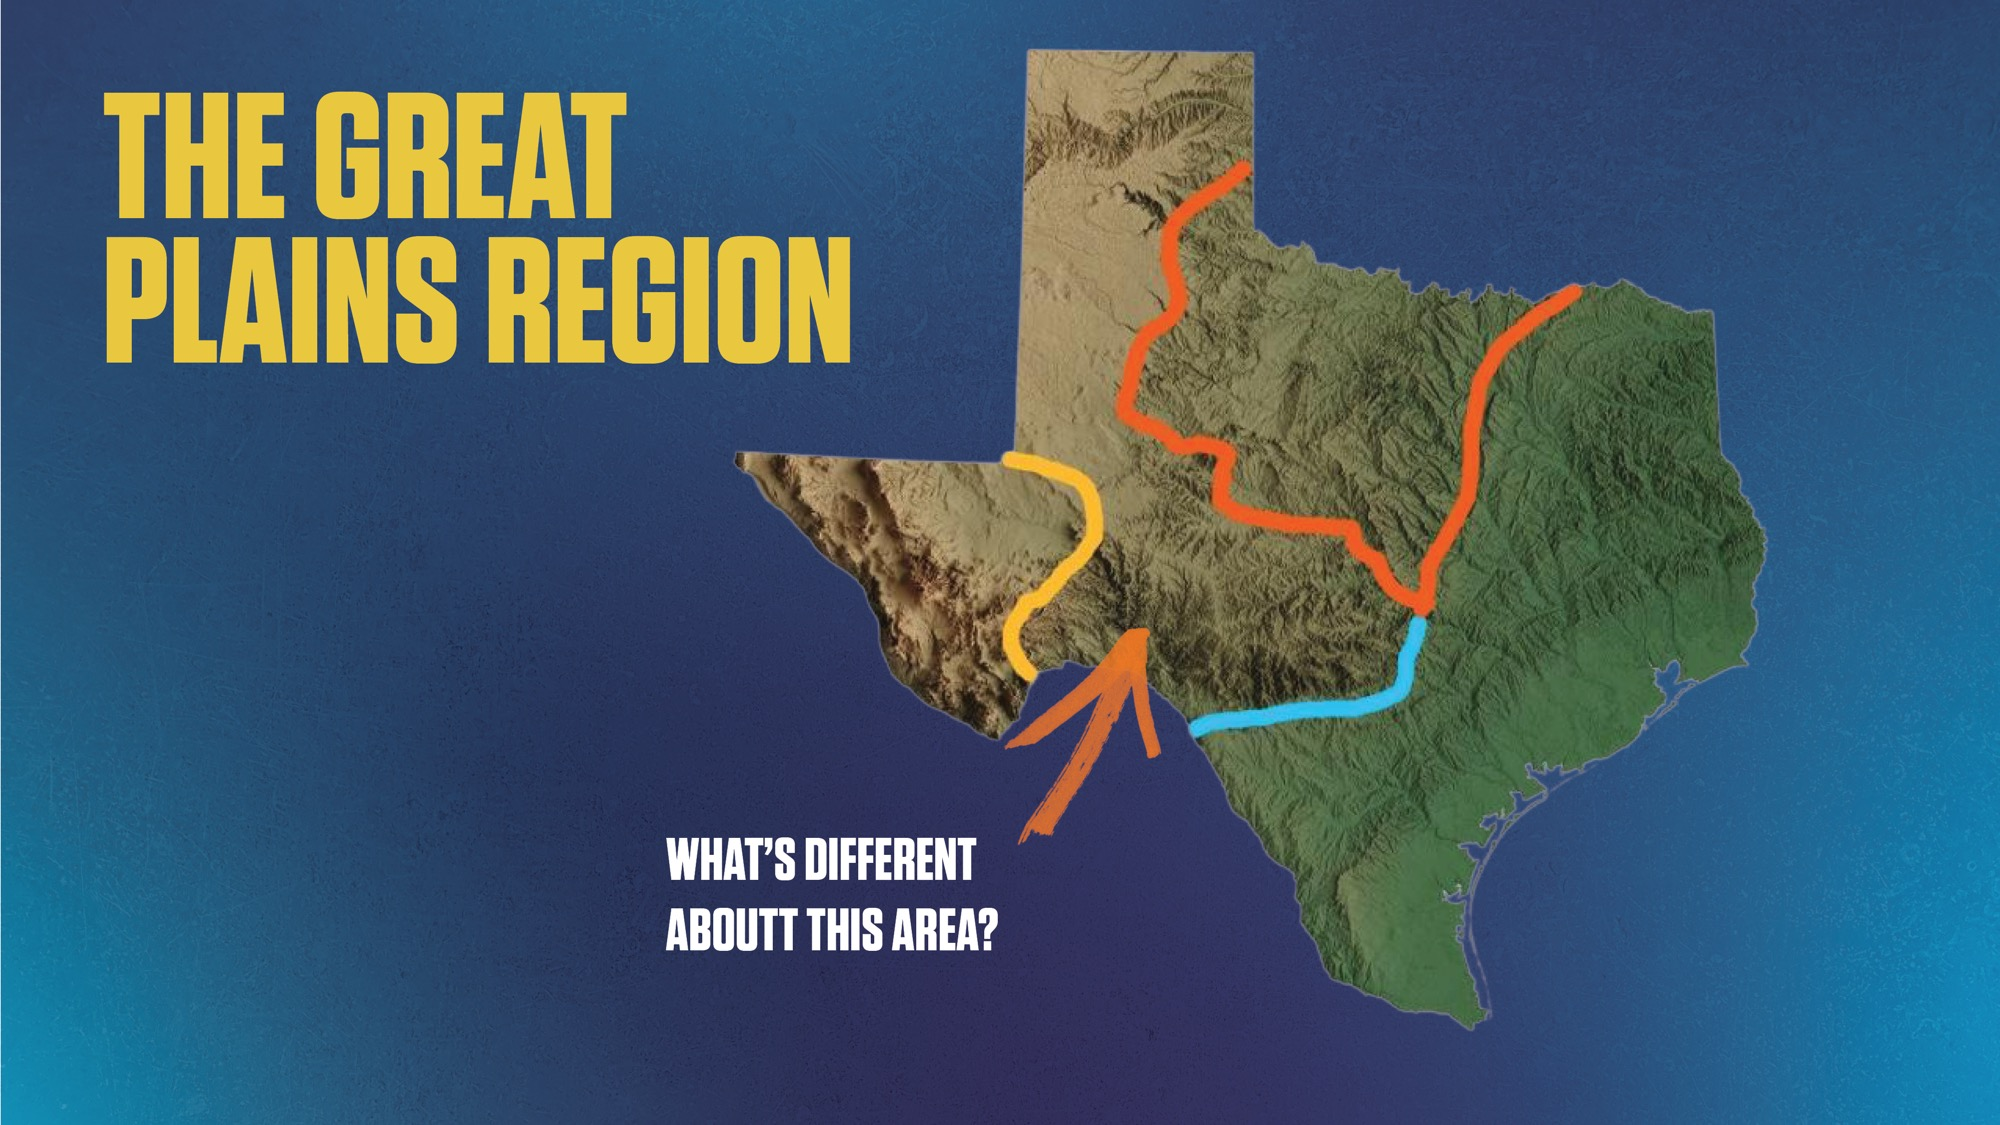 THE GREAT
PLAINS REGION
WHAT'S DIFFERENT
ABOUTT THIS AREA?